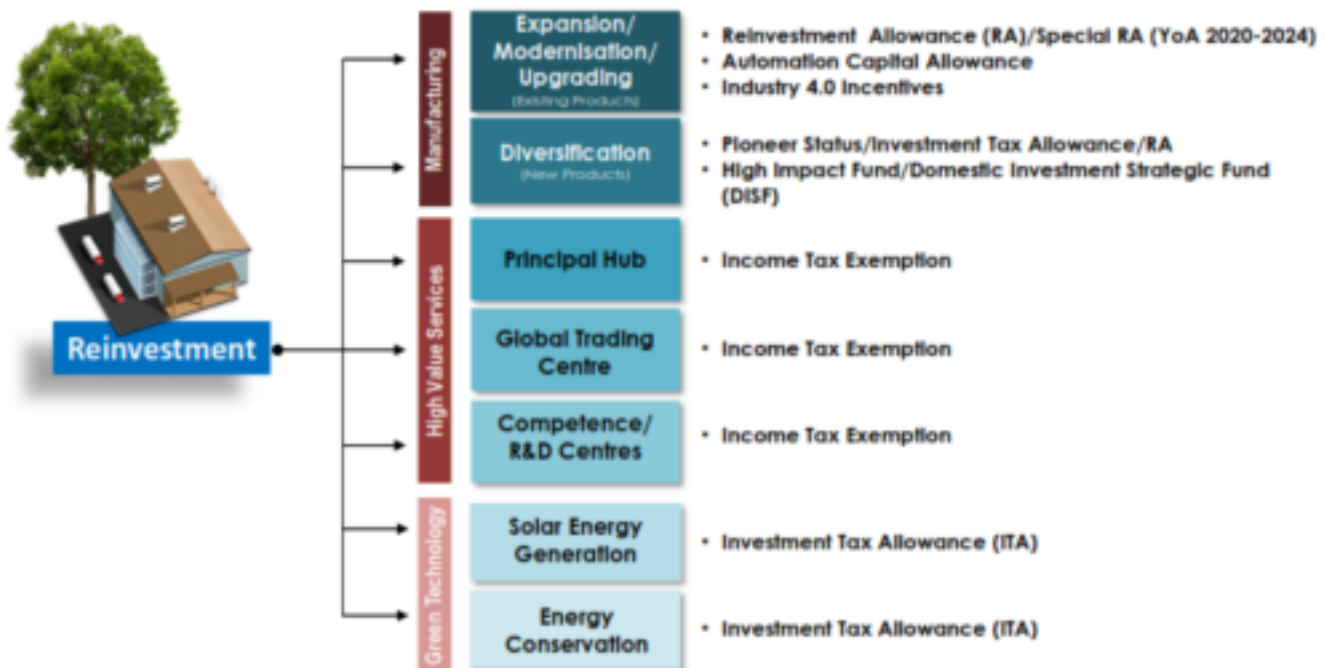 Reinvestment
Manufacturing
Expansion/
Modernisation/
Upgrading
(Existing Products)
• Reinvestment Allowance (RA)/Special RA (YoA 2020-2024)
• Automation Capital Allowance
• Industry 4.0 Incentives
Diversification
(New Products)
• Pioneer Status/Investment Tax Allowance/RA
• High Impact Fund/Domestic Investment Strategic Fund
(DISF)
High Value Services
Principal Hub
• Income Tax Exemption
Global Trading
Centre
• Income Tax Exemption
Competence/
R&D Centres
• Income Tax Exemption
Green Technology
Solar Energy
Generation
• Investment Tax Allowance (ITA)
Energy
Conservation
• Investment Tax Allowance (ITA)